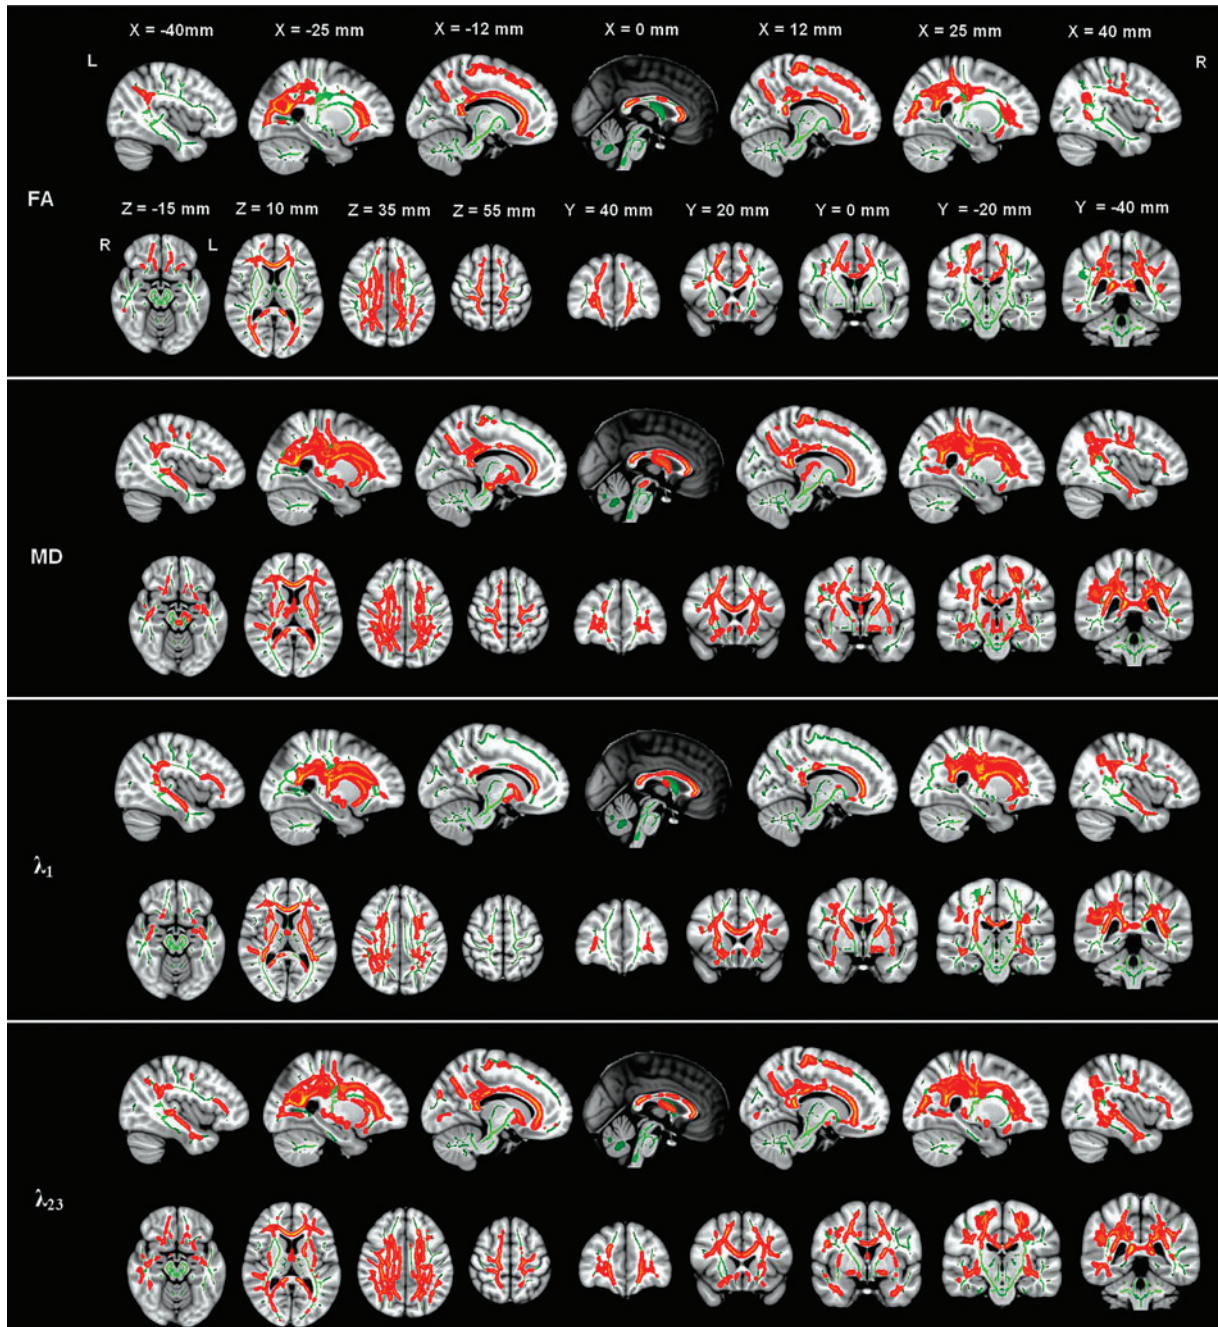 X = -40mm X = -25 mm X = -12 mm X = 0 mm X = 12 mm X = 25 mm X = 40 mm
L R
FA
Z = -15 mm Z = 10 mm Z = 35 mm Z = 55 mm Y = 40 mm Y = 20 mm Y = 0 mm Y = -20 mm Y = -40 mm
R L
MD
λ1
λ23